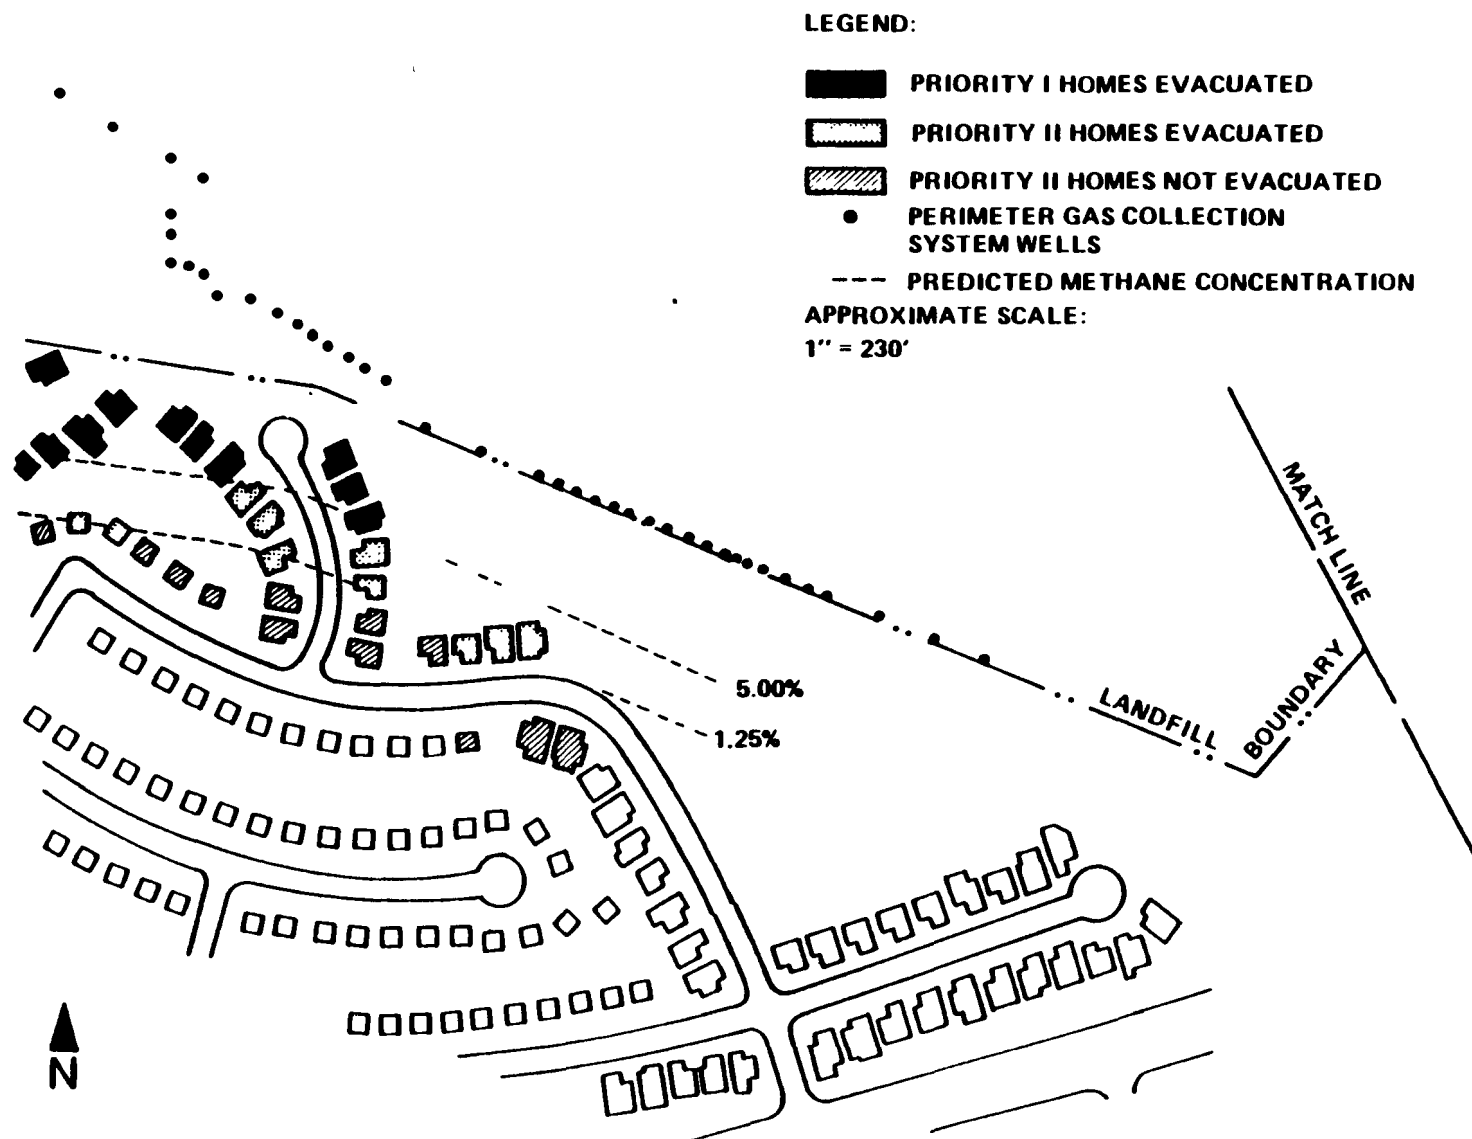 LEGEND:
PRIORITY I HOMES EVACUATED
PRIORITY II HOMES EVACUATED
PRIORITY II HOMES NOT EVACUATED
PERIMETER GAS COLLECTION
SYSTEM WELLS
PREDICTED METHANE CONCENTRATION
APPROXIMATE SCALE:
1" = 230'
MATCH LINE
5.00%
1.25%
LANDFILL
BOUNDARY
N